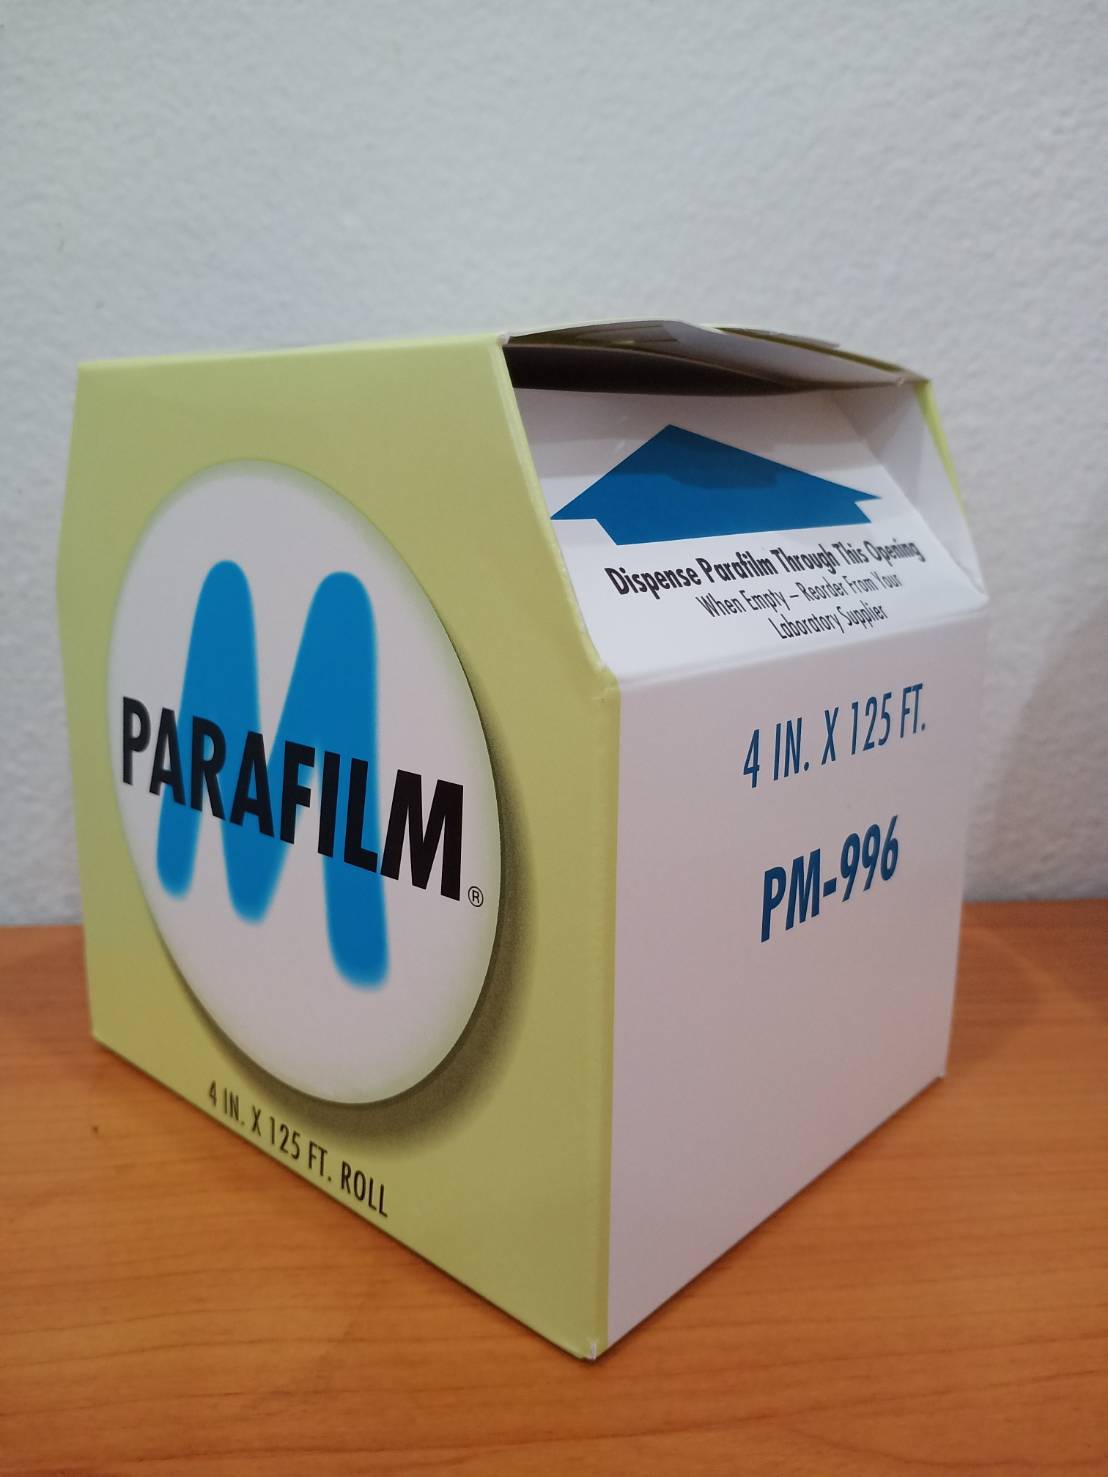 M
PARAFILM®
4 IN. X 125 FT. ROLL
Dispense Parafilm Through This Opening
When Empty – Reorder From Your
Laboratory Supplier
4 IN. X 125 FT.
PM-996